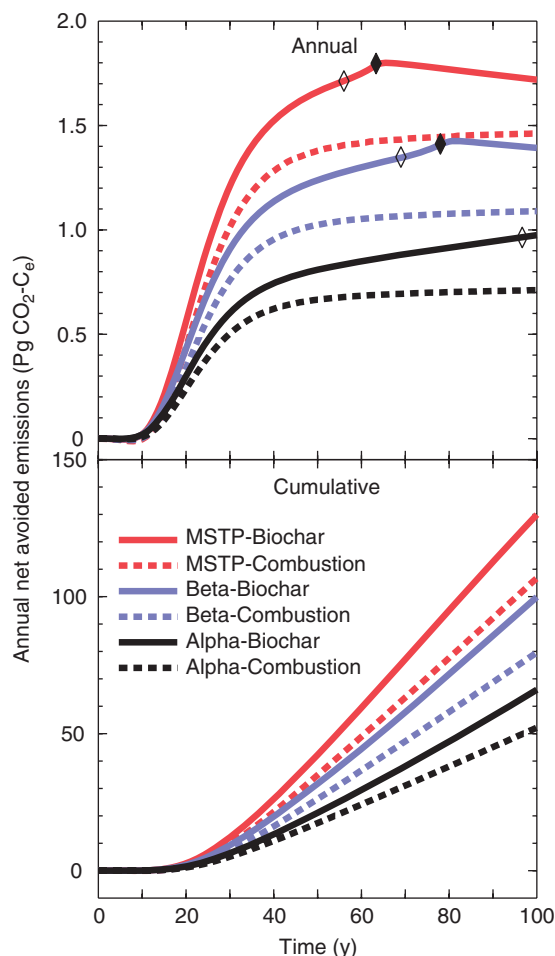 2.0
Annual
1.5
1.0
0.5
0
150
Cumulative
MSTP-Biochar
MSTP-Combustion
Beta-Biochar
Beta-Combustion
Alpha-Biochar
Alpha-Combustion
100
50
0
0 20 40 60 80 100
Time (y)
Annual net avoided emissions (Pg CO₂-Cₑ)